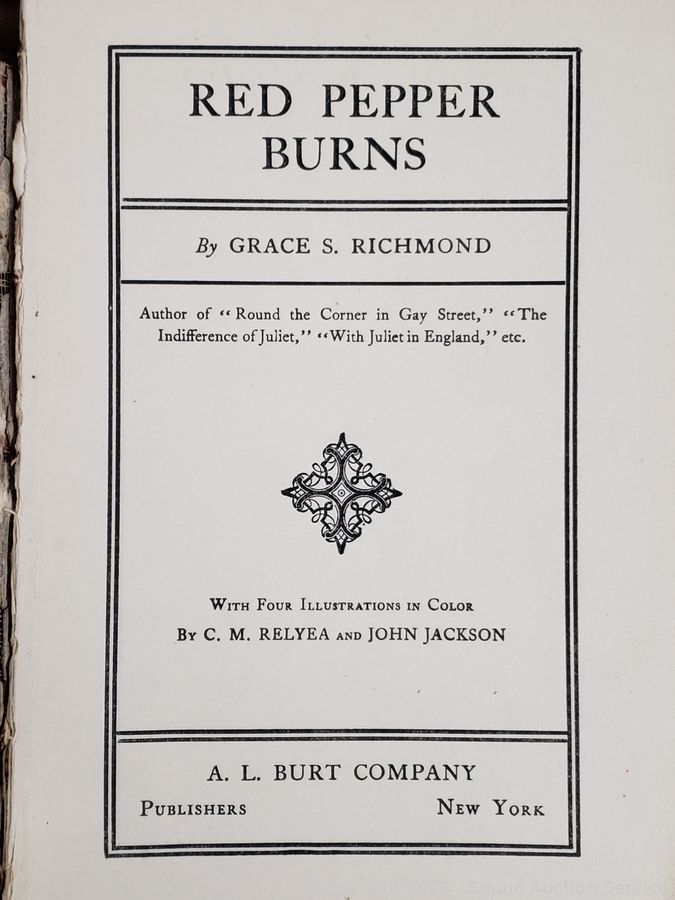 RED PEPPER
BURNS
By GRACE S. RICHMOND
Author of “Round the Corner in Gay Street,” “The
Indifference of Juliet,” “With Juliet in England,” etc.
WITH FOUR ILLUSTRATIONS IN COLOR
BY C. M. RELYEA AND JOHN JACKSON
A. L. BURT COMPANY
PUBLISHERS NEW YORK
Copyright 2026 - Sound Auction Service